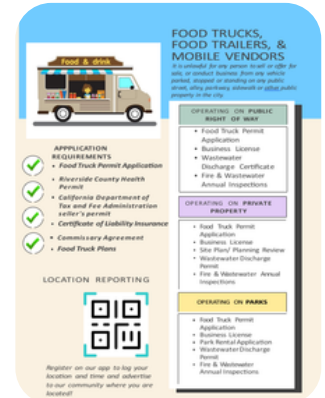 FOOD TRUCKS,
FOOD TRAILERS, &
MOBILE VENDORS
It is unlawful for any person to sell or offer for
sale, or conduct business from any vehicle
parked, stopped or standing on any public
street, alley, parkway, sidewalk or other public
property in the city
Food & drink
APPPLICATION
REQUIREMENTS
Food Truck Permit Application
Riverside County Health
Permit
California Department of
Tax and Fee Administration
seller's permit
Certificate of Liability Insurance
Commissary Agreement
Food Truck Plans
LOCATION REPORTING
Register on our app to log your
location and time and advertise
to our community where you are
located!
OPERATING ON PUBLIC
RIGHT OF WAY
Food Truck Permit
Application
Business License
Wastewater
Discharge Certificate
Fire & Wastewater
Annual Inspections
OPERATING ON PRIVATE
PROPERTY
Food Truck Permit
Application
Business License
Site Plan/ Planning Review
Wastewater Discharge
Permit
Fire & Wastewater Annual
Inspections
OPERATING ON PARKS
Food Truck Permit
Application
Business License
Park Rental Application
Wastewater Discharge
Permit
Fire & Wastewater
Annual Inspections